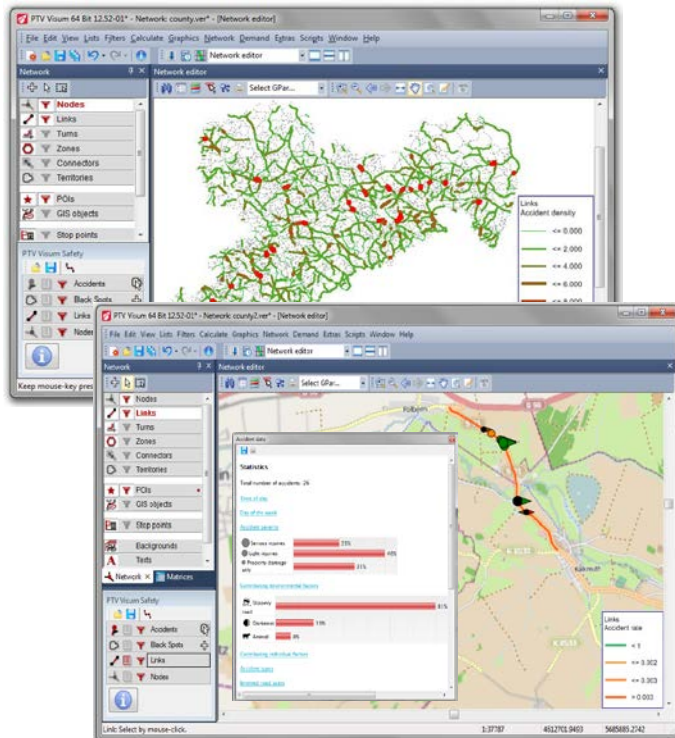 PTV Visum 64 Bit 12.52-01* - Network: county.ver* - [Network editor]
File Edit View Lists Filters Calculate Graphics Network Demand Extras Scripts Window Help
Network editor
Network
Network editor
Select GPar...
Nodes
Links
Turns
Zones
Connectors
Territories
POIs
GIS objects
Stop points
PTV Visum Safety
Accidents
Black Spots
Links
Nodes
Links
Accident density
<= 0.000
<= 2.000
<= 4.000
<= 6.000
Keep mouse-key pres
PTV Visum 64 Bit 12.52-01* - Network: county2.ver* - [Network editor]
File Edit View Lists Filters Calculate Graphics Network Demand Extras Scripts Window Help
Network editor
Network
Network editor
Select GPar...
Nodes
Links
Turns
Zones
Connectors
Territories
POIs
GIS objects
Stop points
Backgrounds
Texts
Network
Matrices
PTV Visum Safety
Accidents
Black Spots
Links
Nodes
Accident data
Statistics
Total number of accidents: 26
Time of day
Day of the week
Accident severity
Serious injuries
Light injuries
Property damage only
Contributing environmental factors
Slippery road
81%
Darkness
19%
Animal
8%
Contributing individual factors
Accident types
Links
Accident rate
< 1
<= 0.302
<= 0.303
> 0.303
Link: Select by mouse-click.
1:37787
4612701.9493
5685885.2742